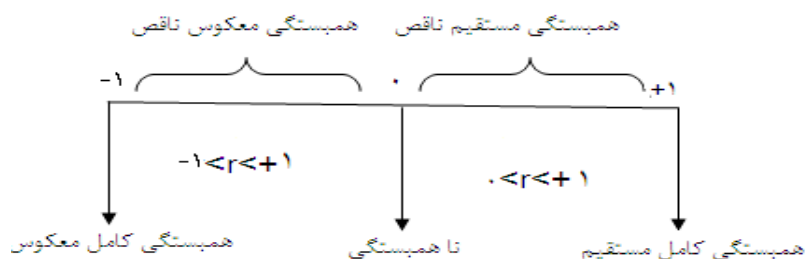 همبستگی مستقیم ناقص
همبستگی معکوس ناقص
+۱
۰
-۱
۰<r<+۱
-۱<r<+۱
همبستگی کامل مستقیم
نا همبستگی
همبستگی کامل معکوس